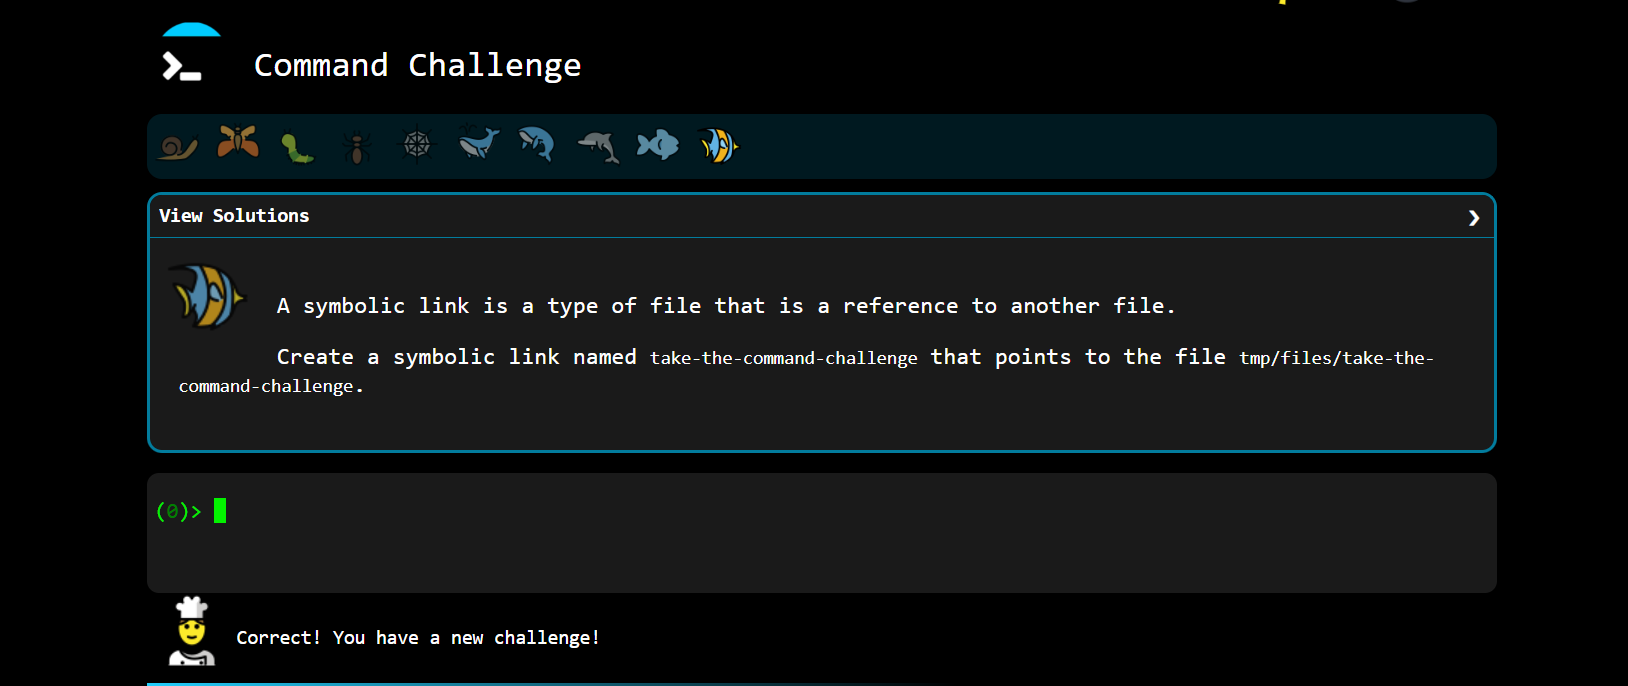 Command Challenge
View Solutions
A symbolic link is a type of file that is a reference to another file.
Create a symbolic link named take-the-command-challenge that points to the file tmp/files/take-the-
command-challenge.
(0)>
Correct! You have a new challenge!